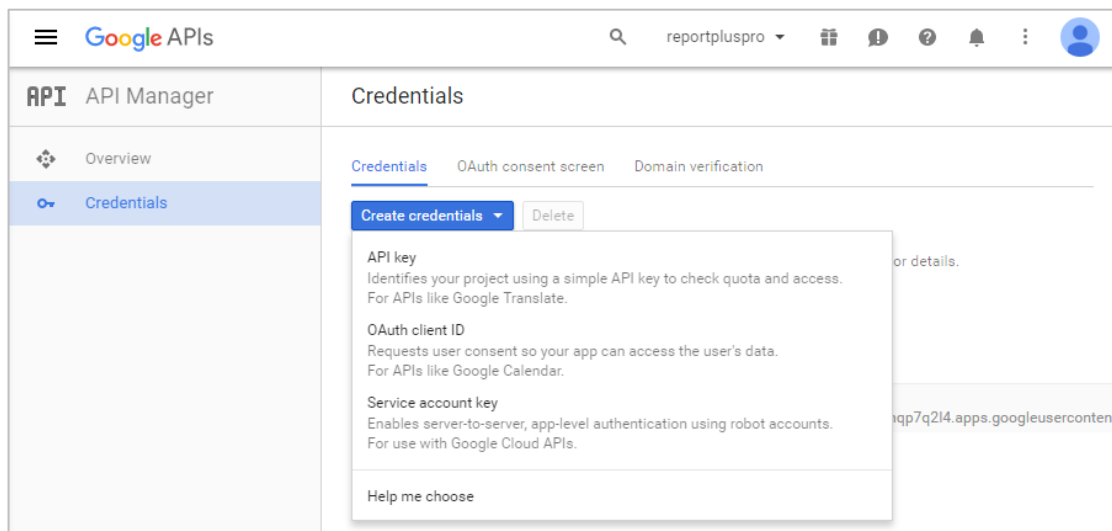 Google APIs
reportpluspro
API API Manager
Credentials
Overview
Credentials
Credentials OAuth consent screen Domain verification
Create credentials Delete
API key
Identifies your project using a simple API key to check quota and access.
or details.
For APIs like Google Translate.
OAuth client ID
Requests user consent so your app can access the user's data.
For APIs like Google Calendar.
Service account key
Enables server-to-server, app-level authentication using robot accounts.
qp7q2l4.apps.googleuserconten
For use with Google Cloud APIs.
Help me choose